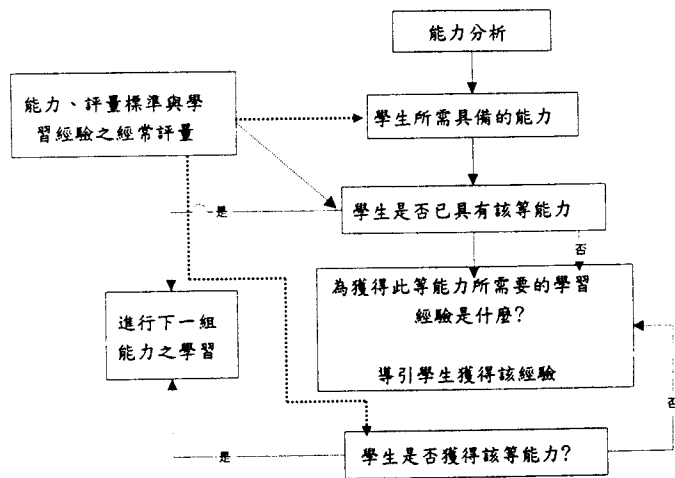 能力分析
能力、評量標準與學
習經驗之經常評量
學生所需具備的能力
是
學生是否已具有該等能力
否
為獲得此等能力所需要的學習
經驗是什麼?
導引學生獲得該經驗
進行下一組
能力之學習
否
是
學生是否獲得該等能力?